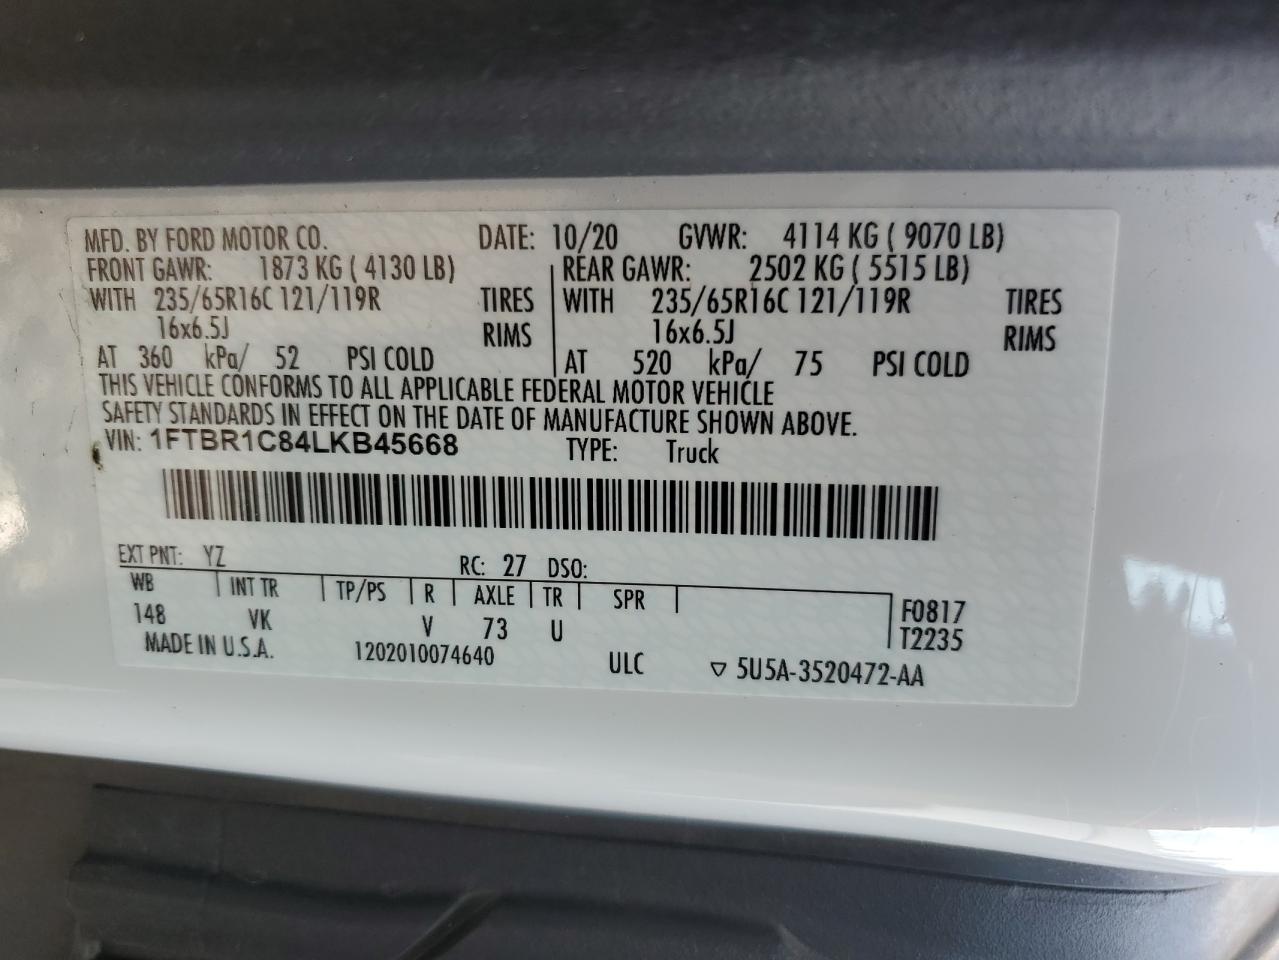 MFD. BY FORD MOTOR CO. DATE: 10/20 GVWR: 4114 KG ( 9070 LB)
FRONT GAWR: 1873 KG ( 4130 LB) REAR GAWR: 2502 KG ( 5515 LB)
WITH 235/65R16C 121/119R TIRES WITH 235/65R16C 121/119R TIRES
16x6.5J RIMS 16x6.5J RIMS
AT 360 kPa/ 52 PSI COLD AT 520 kPa/ 75 PSI COLD
THIS VEHICLE CONFORMS TO ALL APPLICABLE FEDERAL MOTOR VEHICLE
SAFETY STANDARDS IN EFFECT ON THE DATE OF MANUFACTURE SHOWN ABOVE.
VIN: 1FTBR1C84LKB45668 TYPE: Truck
EXT PNT: YZ RC: 27 DSO:
WB INT TR TP/PS R AXLE TR SPR F0817
148 VK V 73 U T2235
MADE IN U.S.A. 1202010074640 ULC ▽ 5U5A-3520472-AA